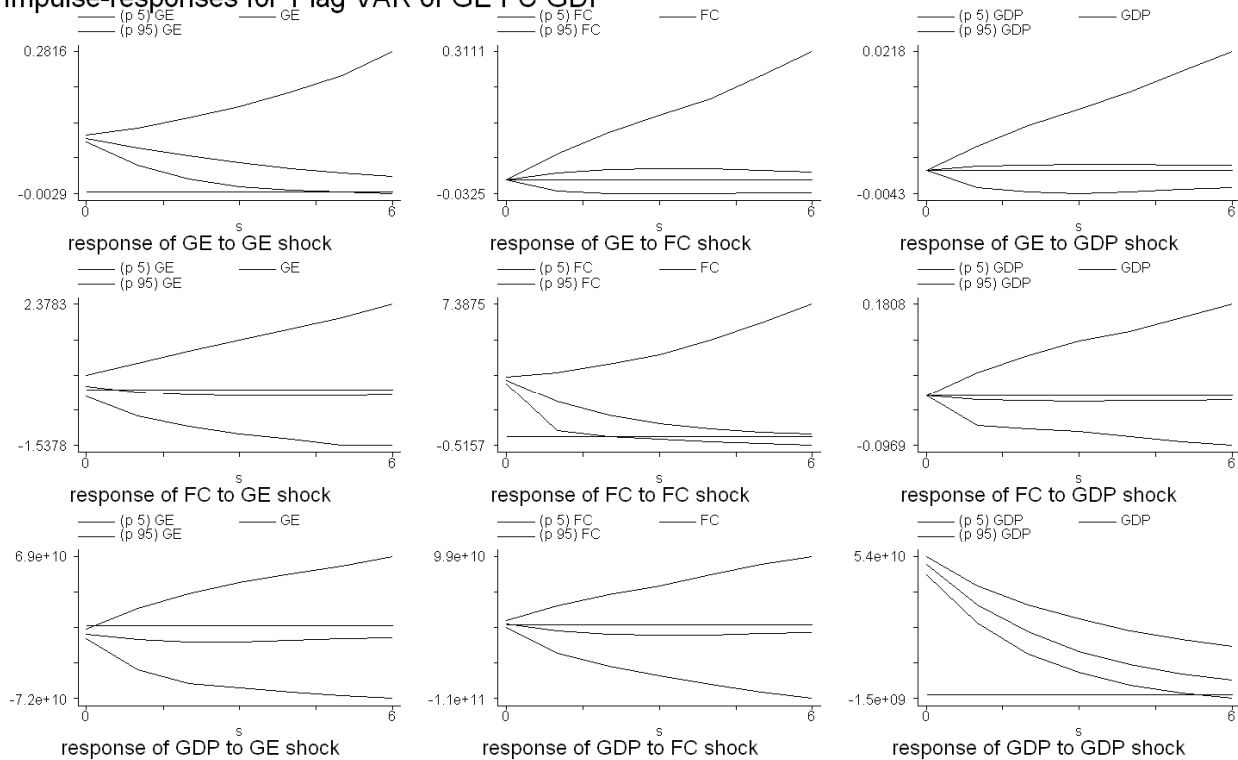 Impulse-responses for 1 lag VAR of GE FC GDP
(p 5) GE GE
(p 95) GE
0.2816
-0.0029
0 6
s
response of GE to GE shock
(p 5) FC FC
(p 95) FC
0.3111
-0.0325
0 6
s
response of GE to FC shock
(p 5) GDP GDP
(p 95) GDP
0.0218
-0.0043
0 6
s
response of GE to GDP shock
(p 5) GE GE
(p 95) GE
2.3783
-1.5378
0 6
s
response of FC to GE shock
(p 5) FC FC
(p 95) FC
7.3875
-0.5157
0 6
s
response of FC to FC shock
(p 5) GDP GDP
(p 95) GDP
0.1808
-0.0969
0 6
s
response of FC to GDP shock
(p 5) GE GE
(p 95) GE
6.9e+10
-7.2e+10
0 6
s
response of GDP to GE shock
(p 5) FC FC
(p 95) FC
9.9e+10
-1.1e+11
0 6
s
response of GDP to FC shock
(p 5) GDP GDP
(p 95) GDP
5.4e+10
-1.5e+09
0 6
s
response of GDP to GDP shock